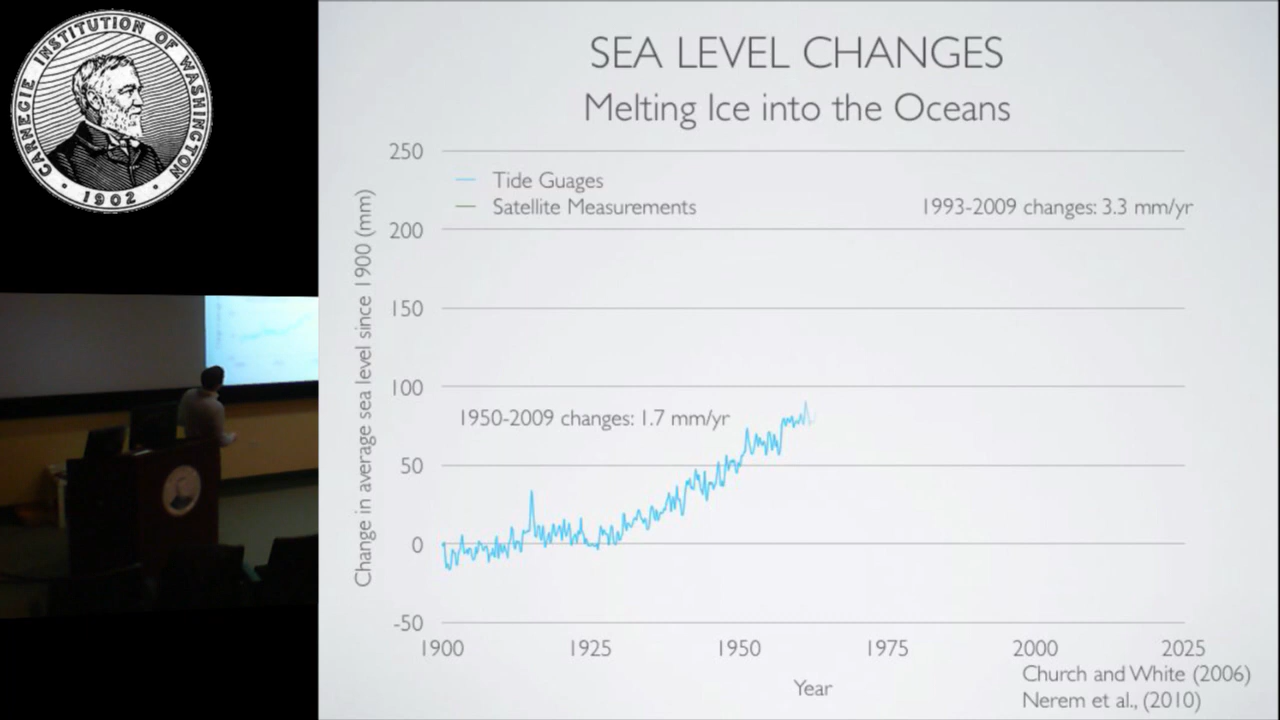 CARNEGIE INSTITUTION OF WASHINGTON
· 1902 ·
SEA LEVEL CHANGES
Melting Ice into the Oceans
250
Tide Guages
Satellite Measurements
1993-2009 changes: 3.3 mm/yr
200
150
100
1950-2009 changes: 1.7 mm/yr
50
0
-50
Change in average sea level since 1900 (mm)
1900 1925 1950 1975 2000 2025
Year
Church and White (2006)
Nerem et al., (2010)